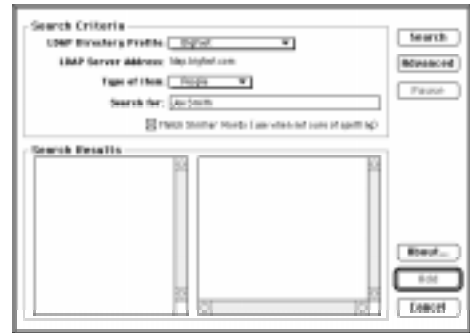 Search Criteria
LDAP Directory Profile: Bigfoot
LDAP Server Address: ldap.bigfoot.com
Type of Item: People
Search for: Joe Smith
Match Similar Words (use when not sure of spelling)
Search Results
Search
Advanced
Pause
About...
Add
Cancel